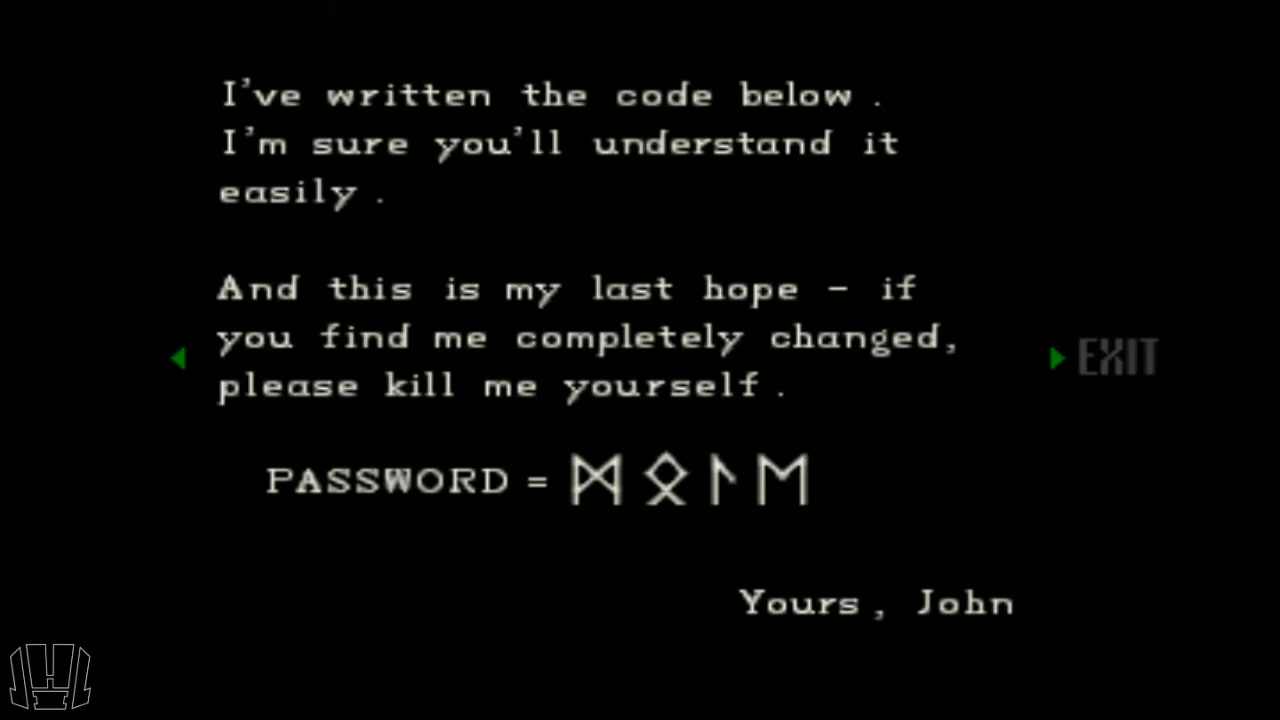 I've written the code below .
I'm sure you'll understand it
easily .
And this is my last hope - if
you find me completely changed,
please kill me yourself .
EXIT
PASSWORD = ᛞᛟᛚᛖ
Yours , John